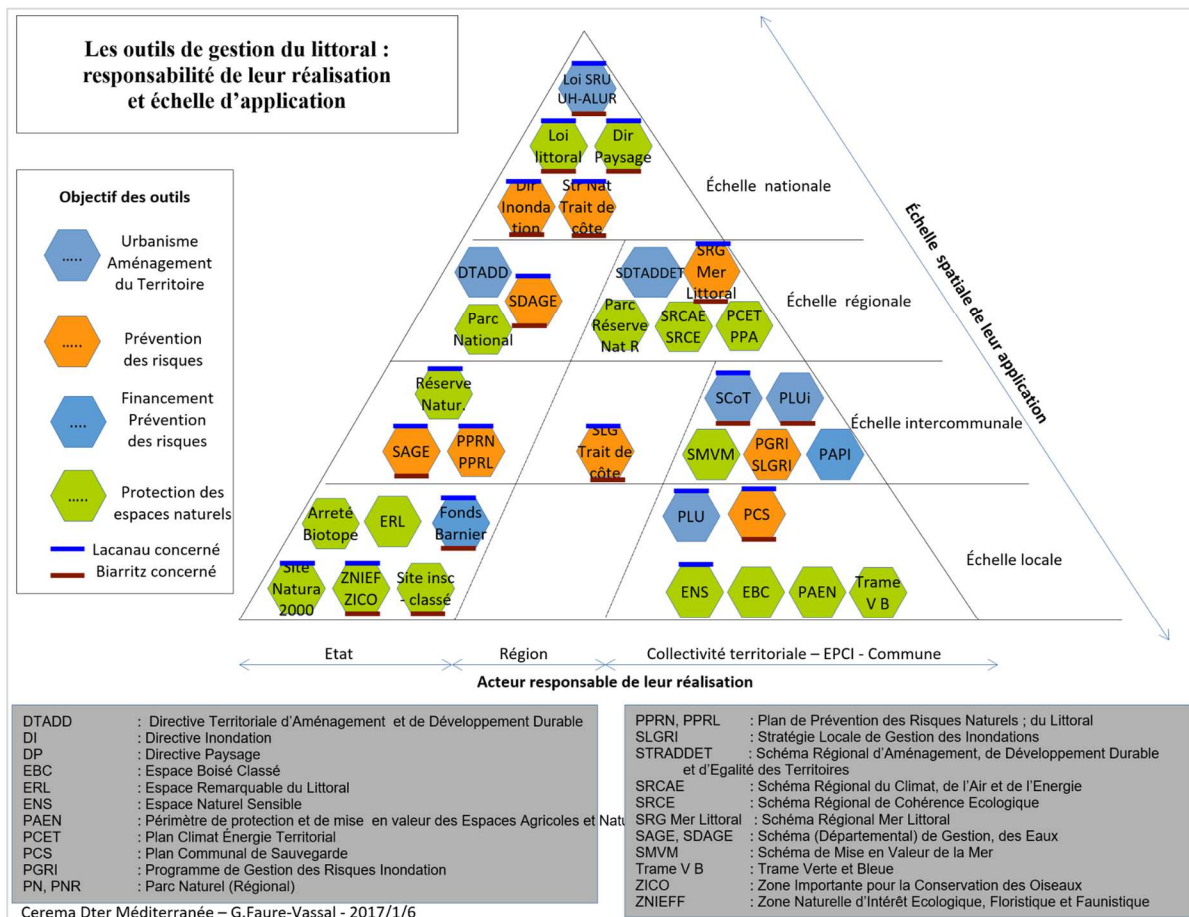 Les outils de gestion du littoral :
responsabilité de leur réalisation
et échelle d'application
Objectif des outils
.....
Urbanisme
Aménagement
du Territoire
.....
Prévention
des risques
....
Financement
Prévention
des risques
.....
Protection des
espaces naturels
Lacanau concerné
Biarritz concerné
Loi SRU
UH-ALUR
Loi
littoral
Dir
Paysage
Dir
Inonda
tion
Str Nat
Trait de
côte
Échelle nationale
DTADD
SDAGE
Parc
National
SDTADDET
SRG
Mer
Littoral
Parc
Réserve
Nat R
SRCAE
SRCE
PCET
PPA
Échelle régionale
Réserve
Natur.
SAGE
PPRN
PPRL
SLG
Trait de
côte
SCoT
PLUi
SMVM
PGRI
SLGRI
PAPI
Échelle intercommunale
Arreté
Biotope
ERL
Fonds
Barnier
Site
Natura
2000
ZNIEF
ZICO
Site insc
- classé
PLU
PCS
ENS
EBC
PAEN
Trame
V B
Échelle locale
Échelle spatiale de leur application
Etat
Région
Collectivité territoriale – EPCI - Commune
Acteur responsable de leur réalisation
DTADD : Directive Territoriale d'Aménagement et de Développement Durable
DI : Directive Inondation
DP : Directive Paysage
EBC : Espace Boisé Classé
ERL : Espace Remarquable du Littoral
ENS : Espace Naturel Sensible
PAEN : Périmètre de protection et de mise en valeur des Espaces Agricoles et Natu
PCET : Plan Climat Énergie Territorial
PCS : Plan Communal de Sauvegarde
PGRI : Programme de Gestion des Risques Inondation
PN, PNR : Parc Naturel (Régional)
PPRN, PPRL : Plan de Prévention des Risques Naturels ; du Littoral
SLGRI : Stratégie Locale de Gestion des Inondations
STRADDET : Schéma Régional d'Aménagement, de Développement Durable
et d'Egalité des Territoires
SRCAE : Schéma Régional du Climat, de l'Air et de l'Energie
SRCE : Schéma Régional de Cohérence Ecologique
SRG Mer Littoral : Schéma Régional Mer Littoral
SAGE, SDAGE : Schéma (Départemental) de Gestion, des Eaux
SMVM : Schéma de Mise en Valeur de la Mer
Trame V B : Trame Verte et Bleue
ZICO : Zone Importante pour la Conservation des Oiseaux
ZNIEFF : Zone Naturelle d'Intérêt Ecologique, Floristique et Faunistique
Cerema Dter Méditerranée – G.Faure-Vassal - 2017/1/6